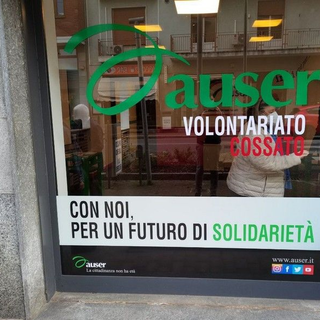 auser
VOLONTARIATO
COSSATO
CON NOI,
PER UN FUTURO DI SOLIDARIETÀ
auser
La cittadinanza non ha età
www.auser.it